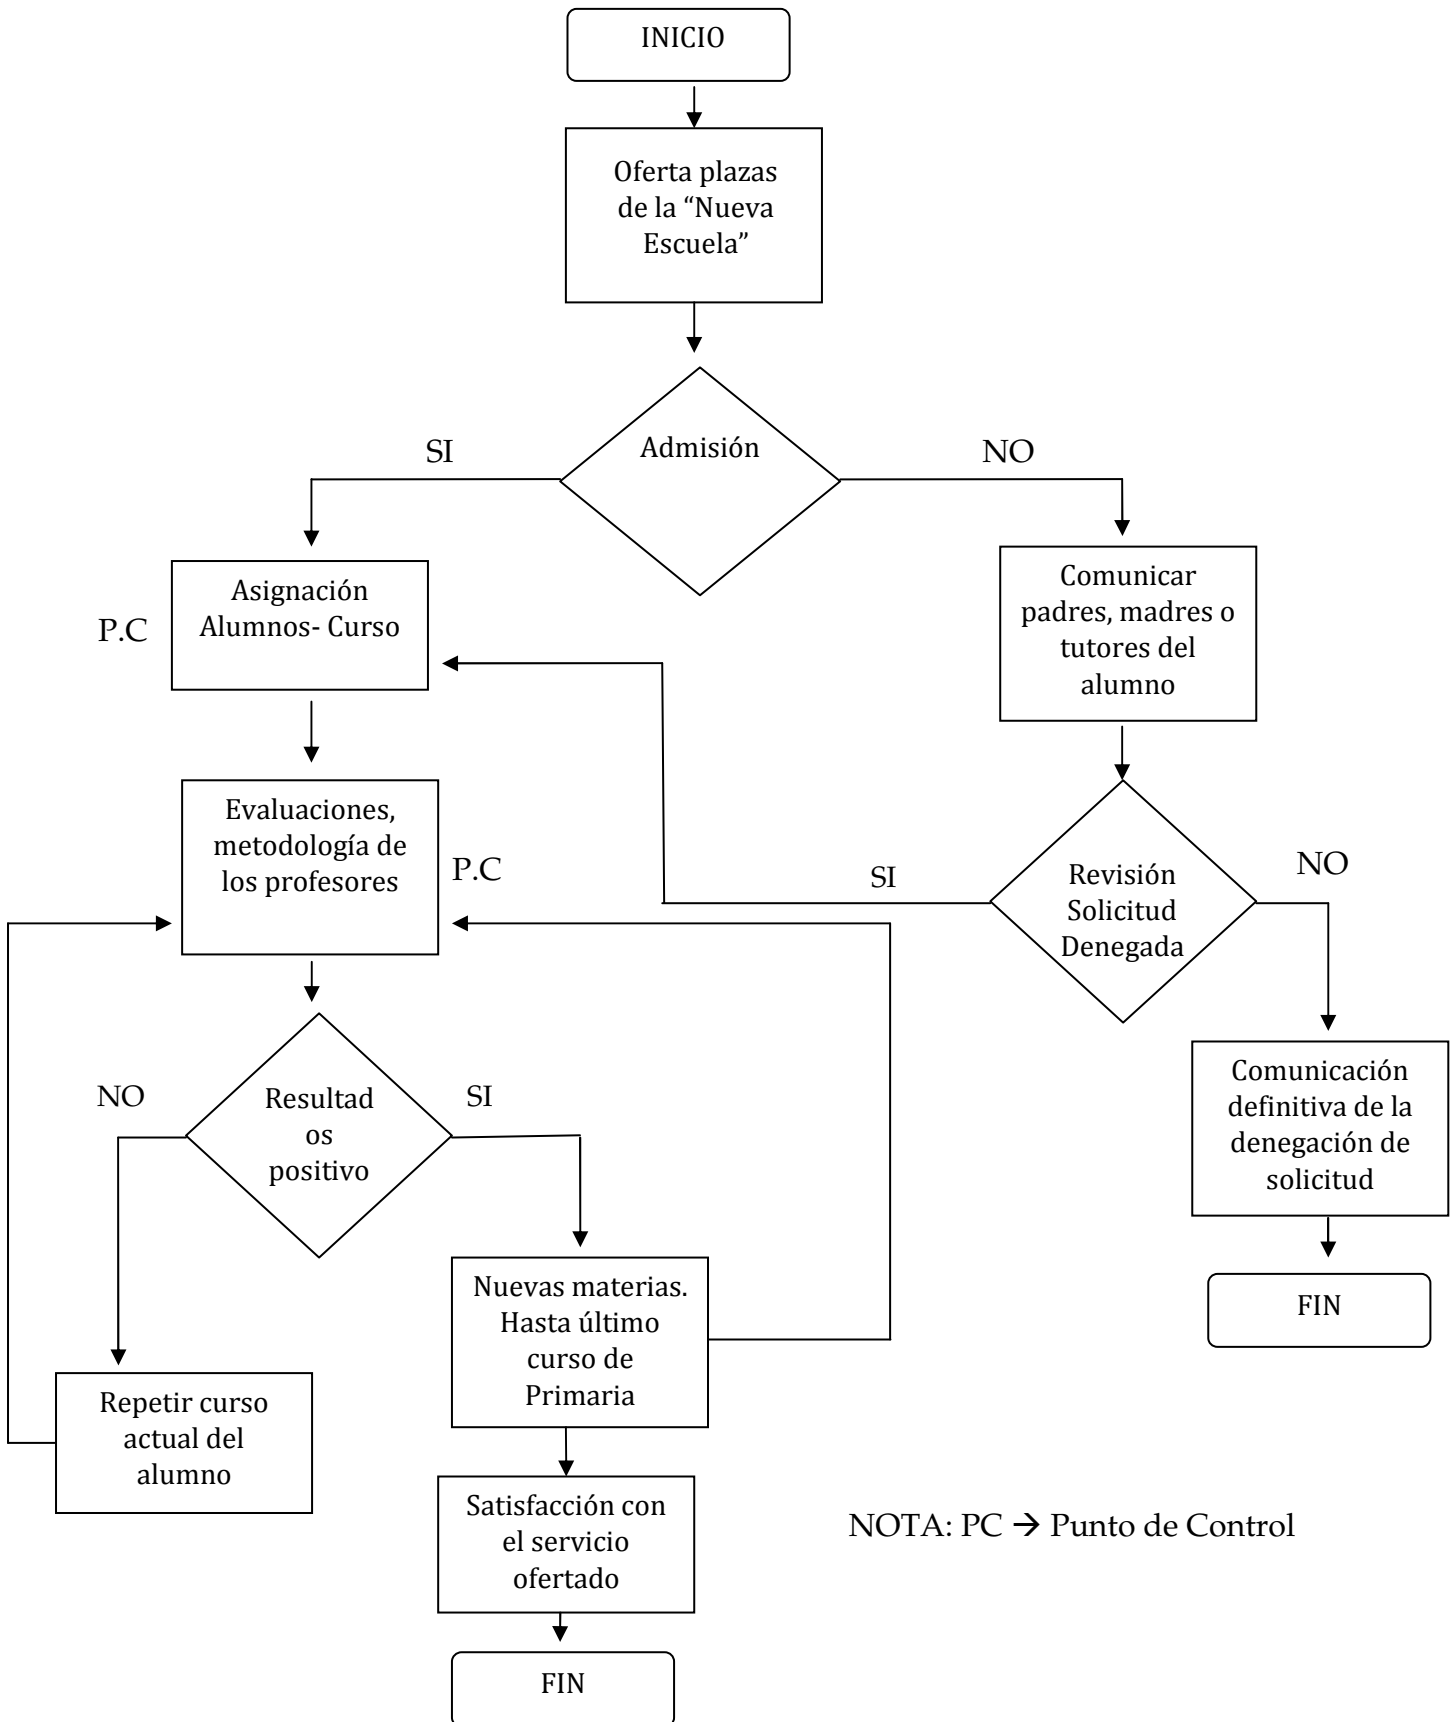 INICIO
Oferta plazas
de la “Nueva
Escuela”
Admisión
SI
NO
Asignación
Alumnos- Curso
P.C
Comunicar
padres, madres o
tutores del
alumno
Evaluaciones,
metodología de
los profesores
P.C
SI
Revisión
Solicitud
Denegada
NO
NO
Resultad
os
positivo
SI
Comunicación
definitiva de la
denegación de
solicitud
Nuevas materias.
Hasta último
curso de
Primaria
FIN
Repetir curso
actual del
alumno
Satisfacción con
el servicio
ofertado
NOTA: PC → Punto de Control
FIN